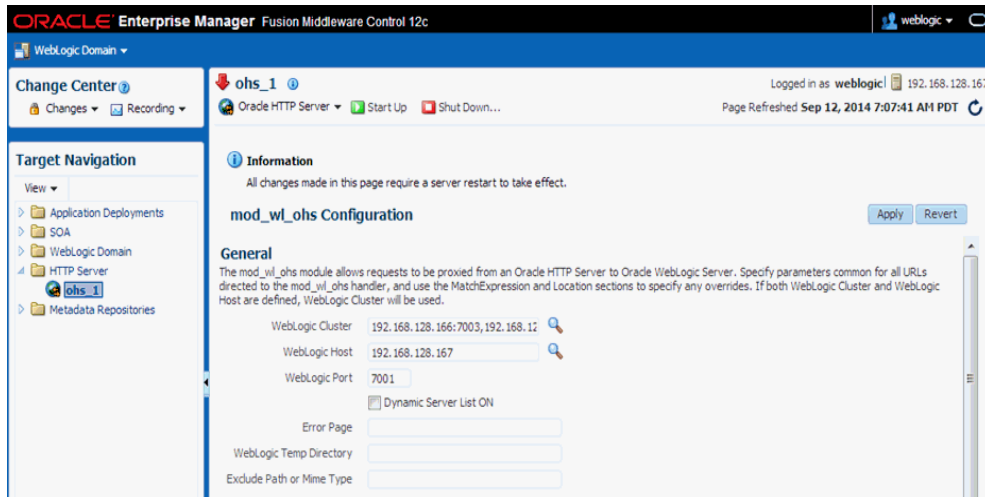 ORACLE Enterprise Manager Fusion Middleware Control 12c
weblogic
WebLogic Domain
Change Center
Changes Recording
Target Navigation
View
Application Deployments
SOA
WebLogic Domain
HTTP Server
ohs_1
Metadata Repositories
ohs_1
Logged in as weblogic 192.168.128.167
Oracle HTTP Server Start Up Shut Down...
Page Refreshed Sep 12, 2014 7:07:41 AM PDT
Information
All changes made in this page require a server restart to take effect.
mod_wl_ohs Configuration
Apply Revert
General
The mod_wl_ohs module allows requests to be proxied from an Oracle HTTP Server to Oracle WebLogic Server. Specify parameters common for all URLs
directed to the mod_wl_ohs handler, and use the MatchExpression and Location sections to specify any overrides. If both WebLogic Cluster and WebLogic
Host are defined, WebLogic Cluster will be used.
WebLogic Cluster 192.168.128.166:7003,192.168.12
WebLogic Host 192.168.128.167
WebLogic Port 7001
Dynamic Server List ON
Error Page
WebLogic Temp Directory
Exclude Path or Mime Type